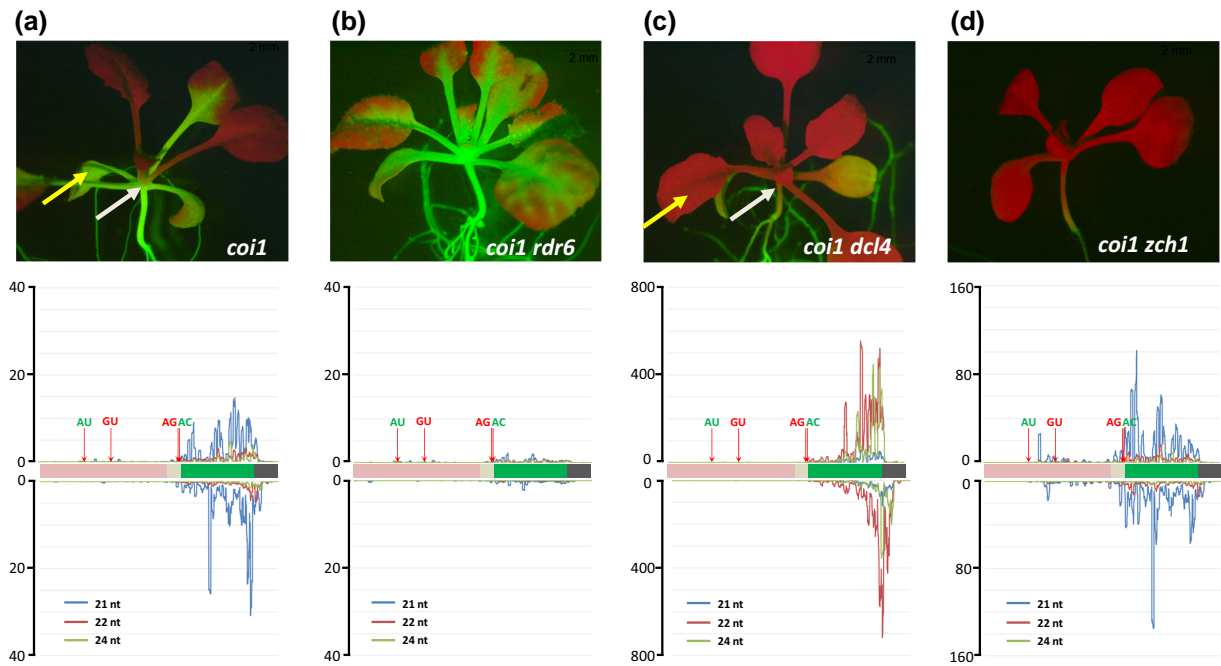 (a)
(b)
(c)
(d)
2 mm
2 mm
2 mm
2 mm
coi1
coi1 rdr6
coi1 dcl4
coi1 zch1
40
20
0
0
20
40
AU
GU
AG
AC
21 nt
22 nt
24 nt
40
20
0
0
20
40
AU
GU
AG
AC
21 nt
22 nt
24 nt
800
400
0
0
200
400
600
800
AU
GU
AG
AC
21 nt
22 nt
24 nt
160
80
0
0
80
160
AU
GU
AG
AC
21 nt
22 nt
24 nt